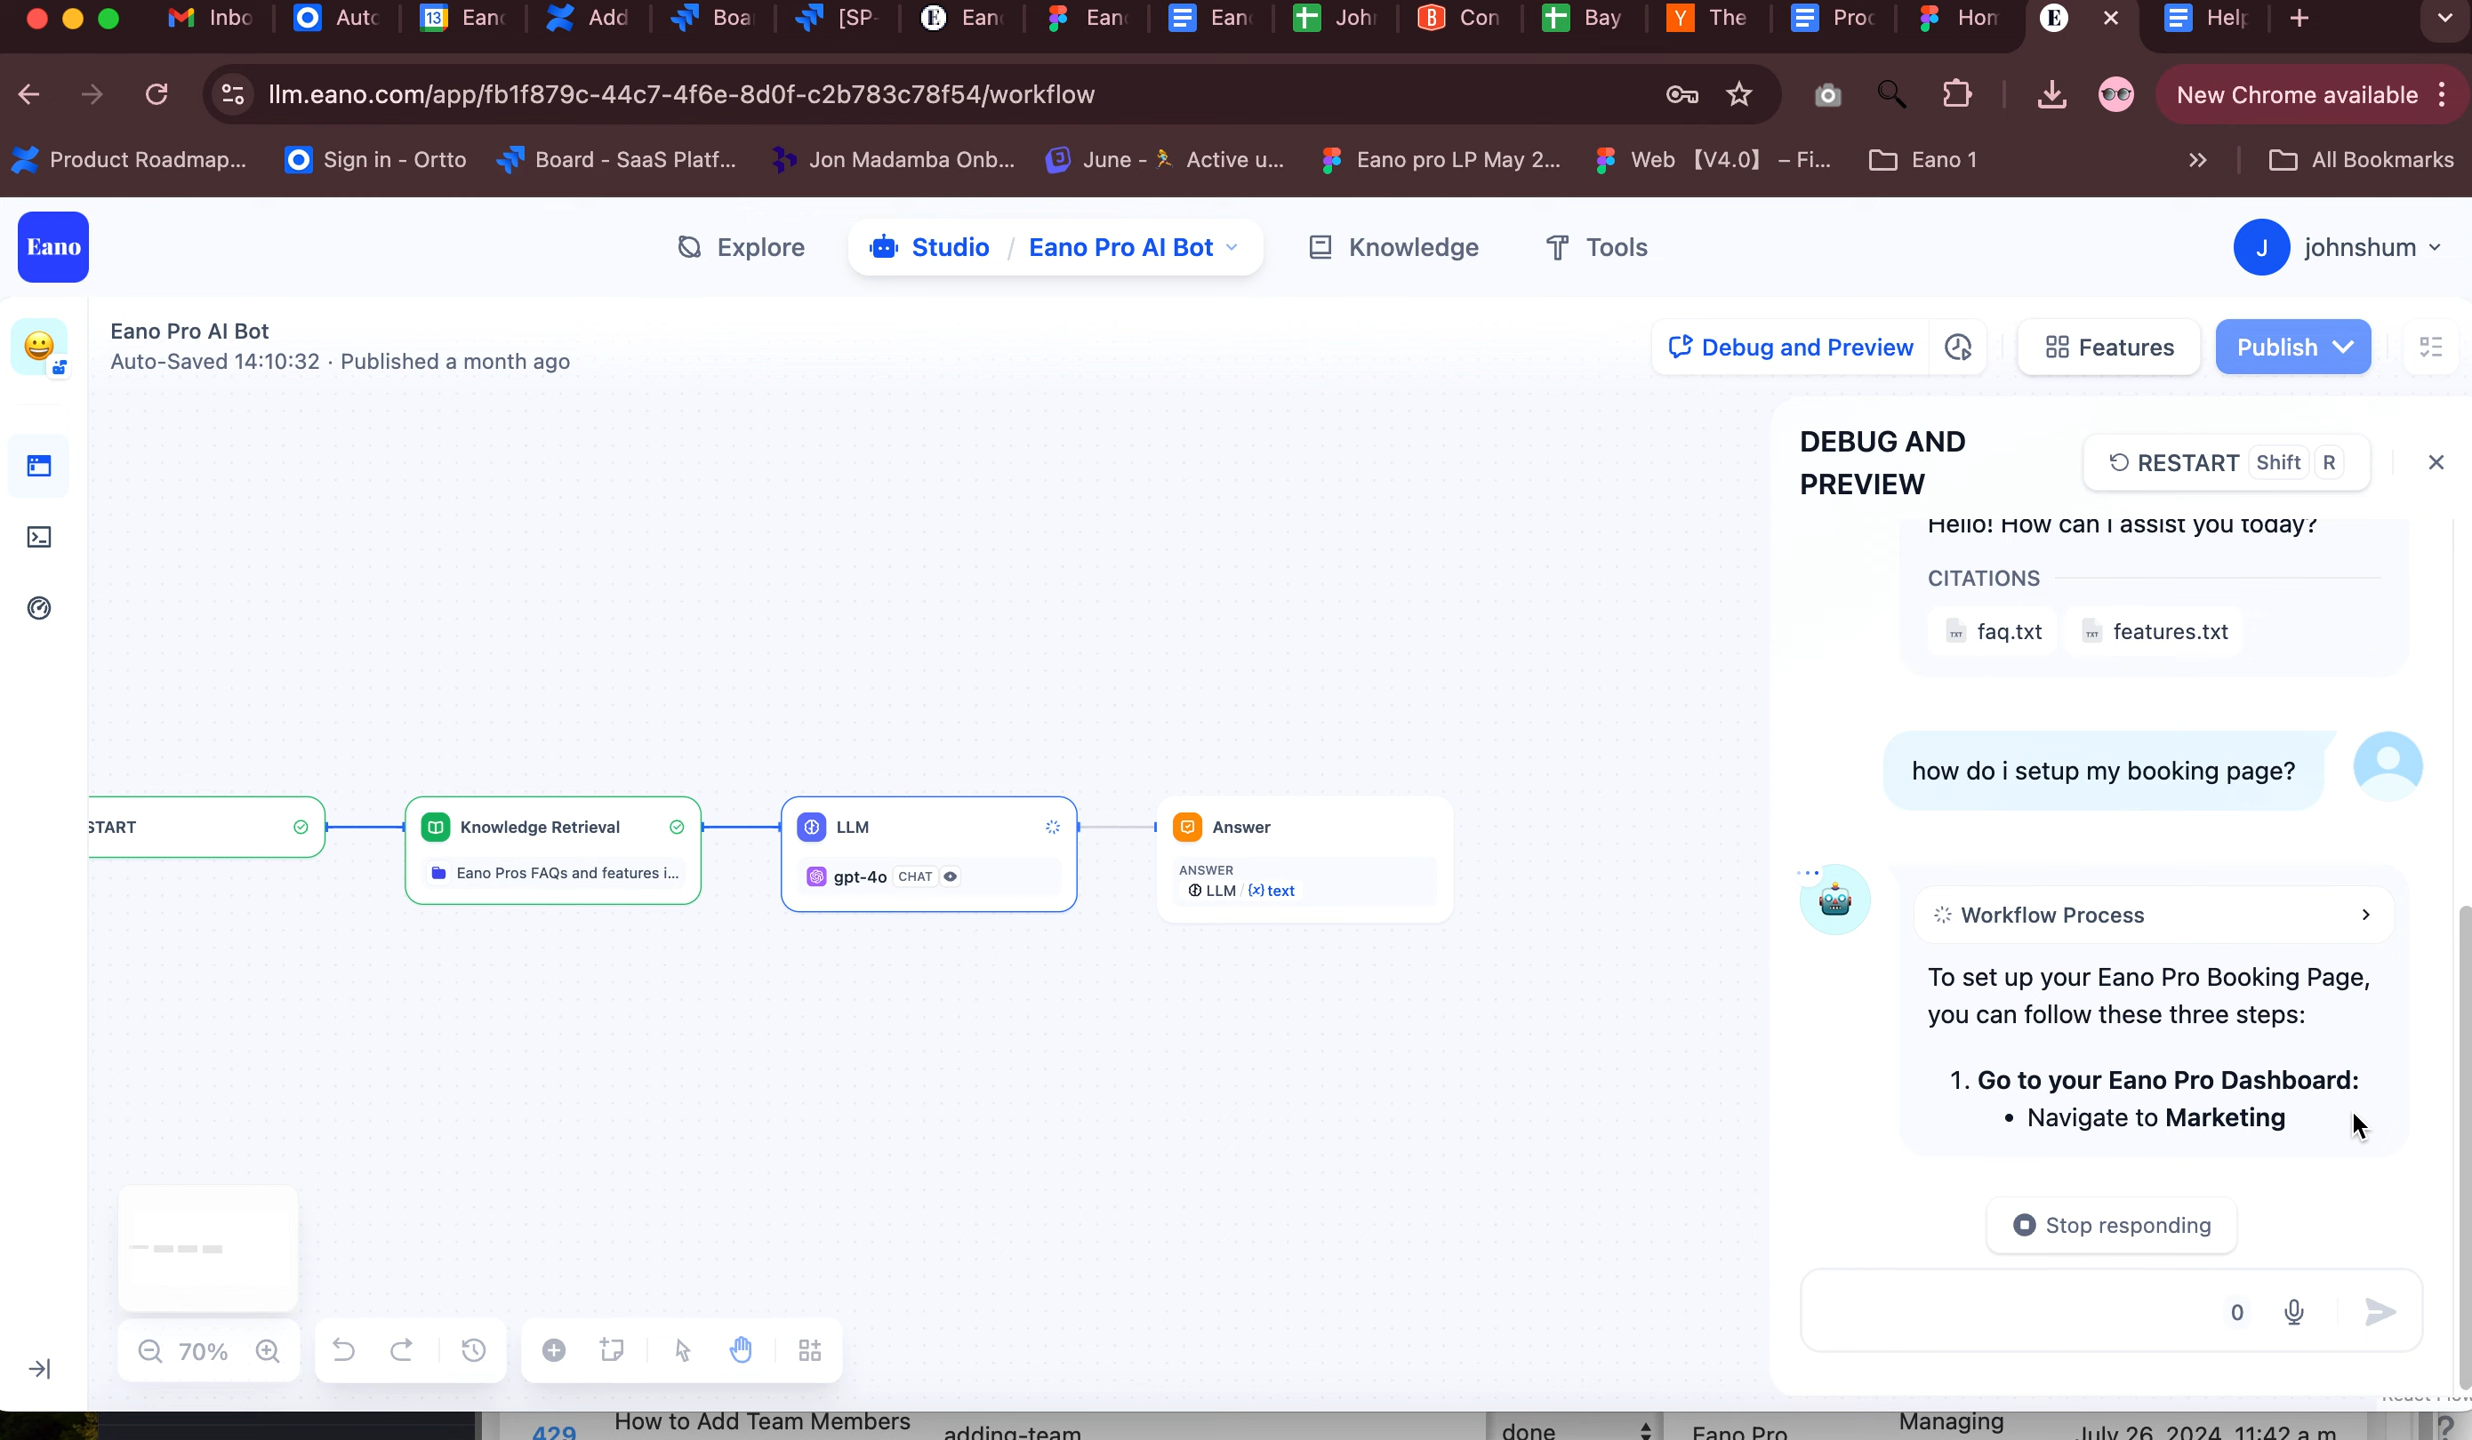 Inbo
Auto
13
Eano
Add
Boa
[SP-
Eano
Eano
Eano
John
Con
Bay
The
Proc
Hom
Help
llm.eano.com/app/fb1f879c-44c7-4f6e-8d0f-c2b783c78f54/workflow
New Chrome available
Product Roadmap...
Sign in - Ortto
Board - SaaS Platf...
Jon Madamba Onb...
June - 🏃 Active u...
Eano pro LP May 2...
Web 【V4.0】 – Fi...
Eano 1
All Bookmarks
Eano
Explore
Studio / Eano Pro AI Bot
Knowledge
Tools
J
johnshum
Eano Pro AI Bot
Auto-Saved 14:10:32 · Published a month ago
Debug and Preview
Features
Publish
DEBUG AND
PREVIEW
RESTART Shift R
Hello! How can I assist you today?
CITATIONS
faq.txt
features.txt
how do i setup my booking page?
START
Knowledge Retrieval
Eano Pros FAQs and features i...
LLM
gpt-4o CHAT
Answer
ANSWER
LLM / {x} text
Workflow Process
To set up your Eano Pro Booking Page,
you can follow these three steps:
1. Go to your Eano Pro Dashboard:
• Navigate to Marketing
Stop responding
0
70%
429
How to Add Team Members
adding-team
done
Eano Pro
Managing
July 26, 2024, 11:42 a.m.